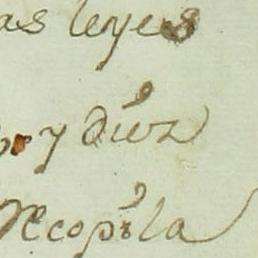 as leyes
y diez
Recopila